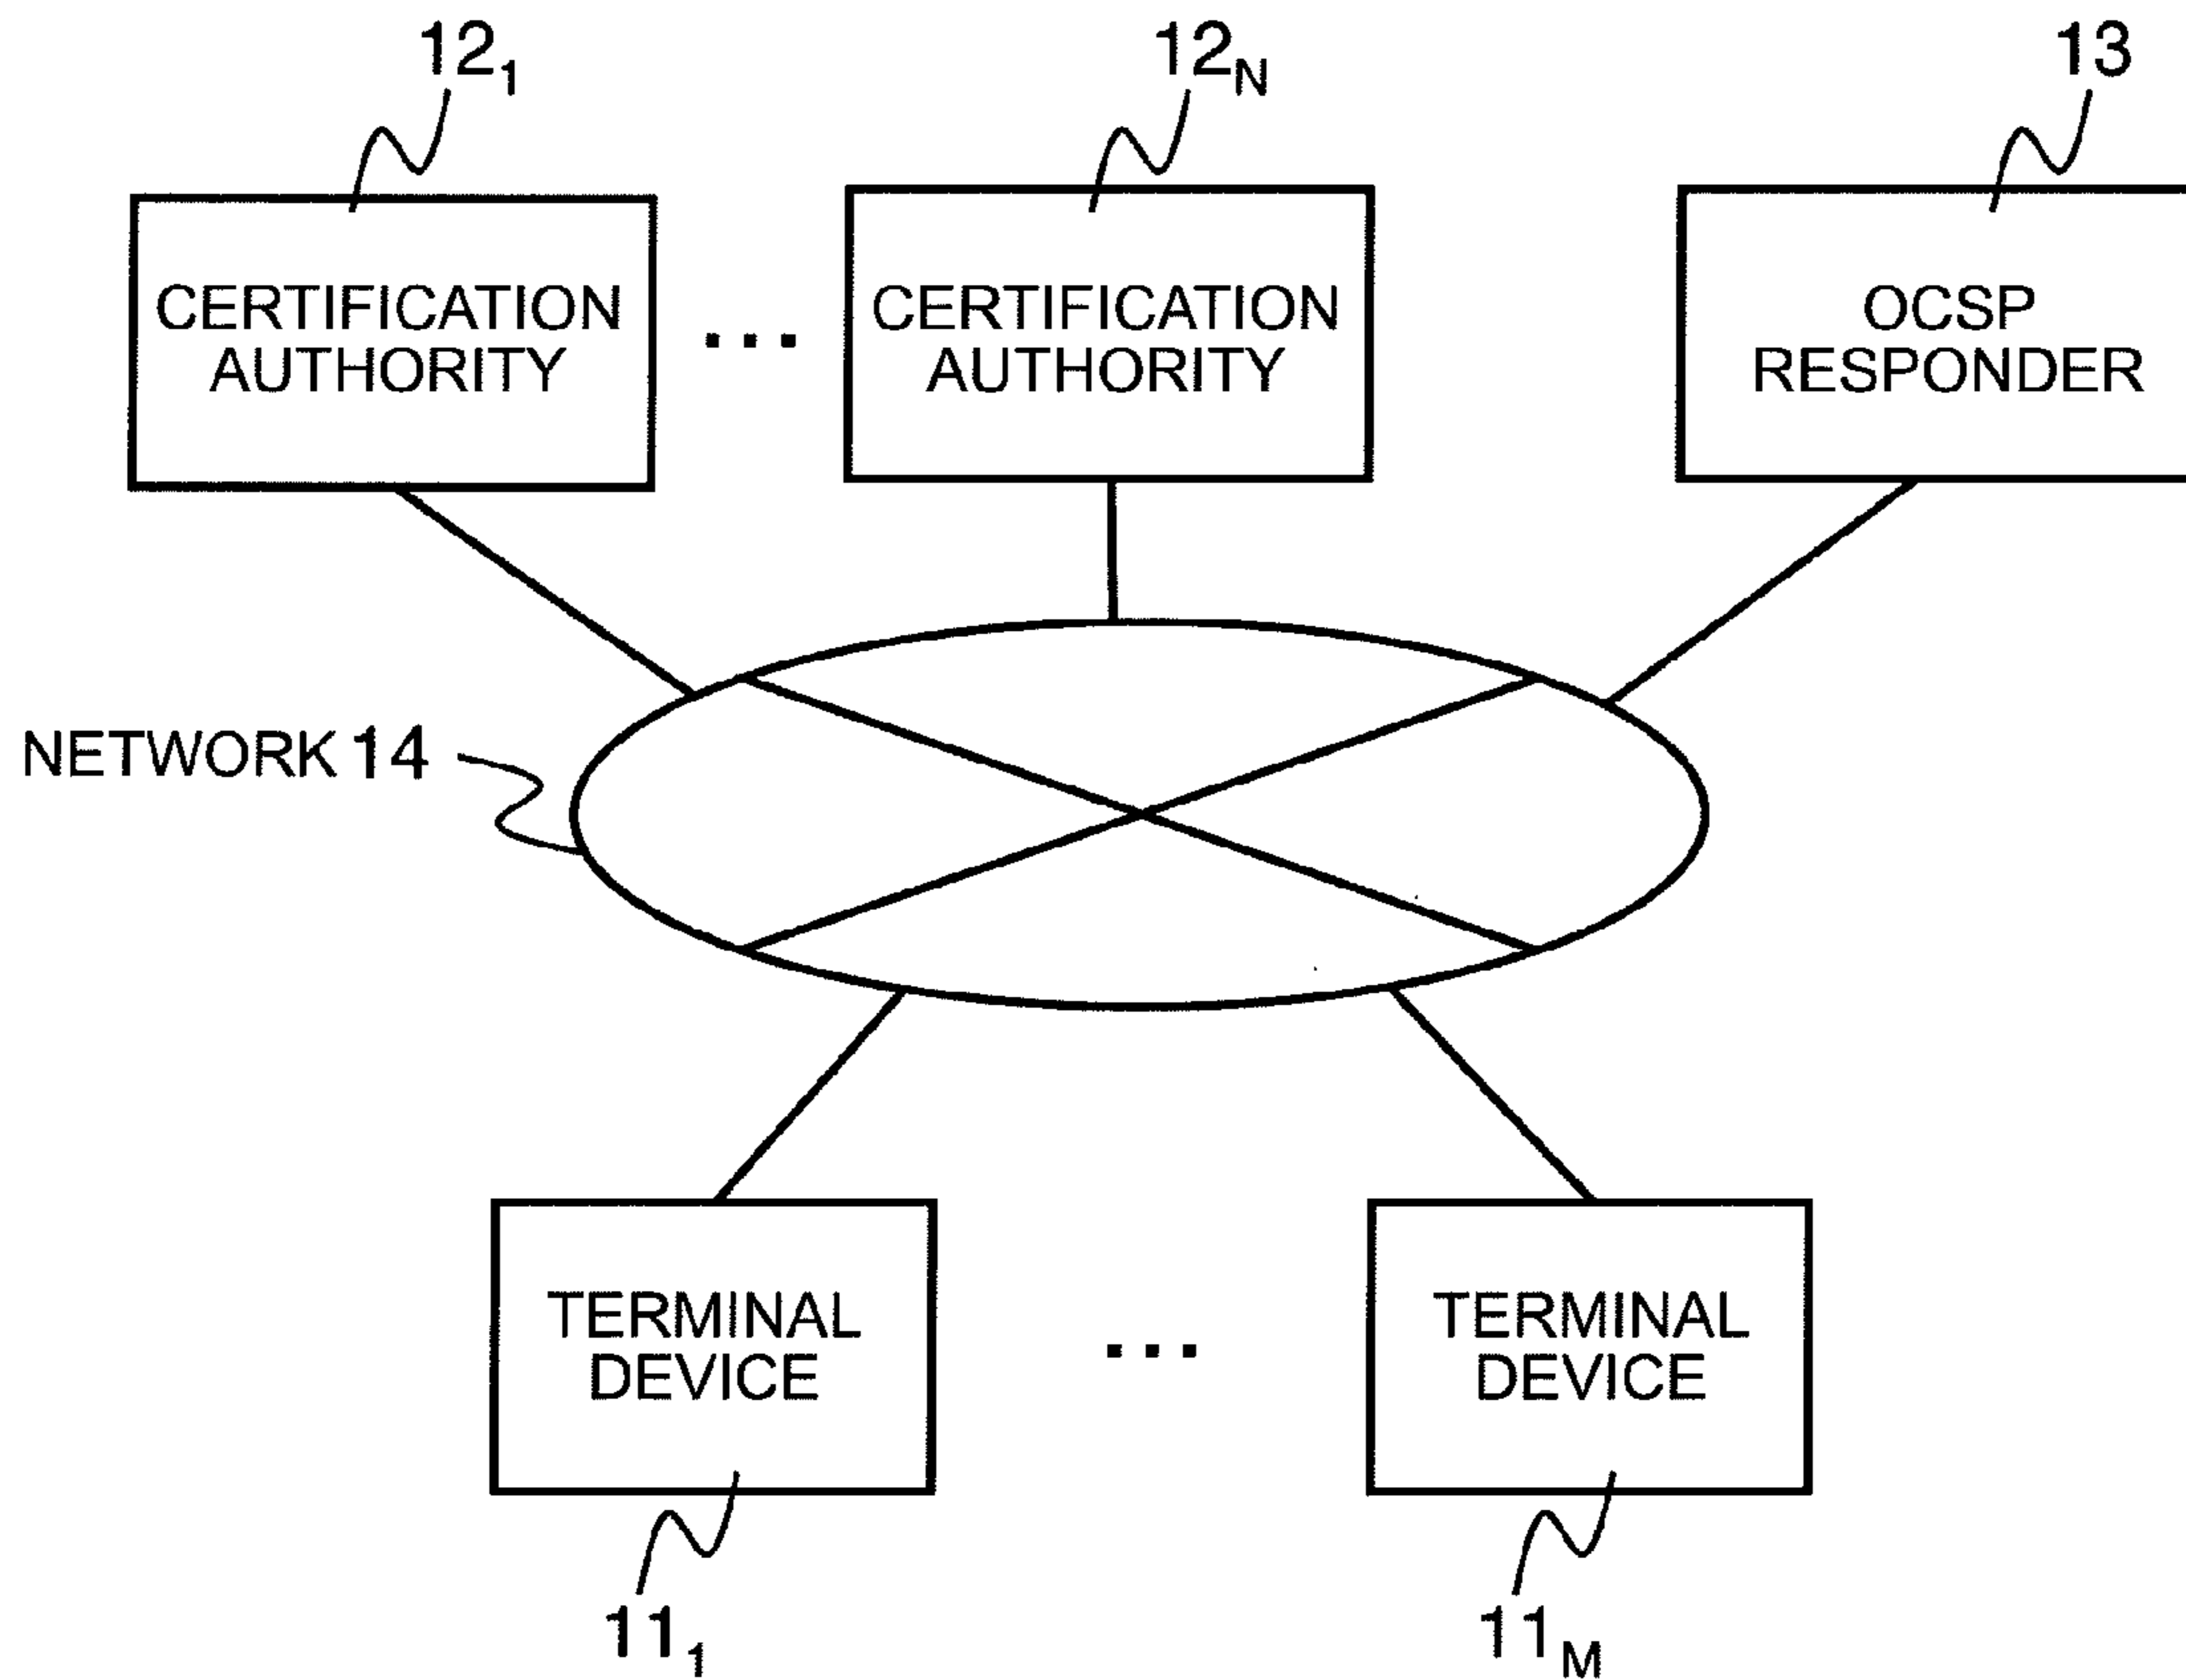 12₁
12N
13
CERTIFICATION
AUTHORITY
...
CERTIFICATION
AUTHORITY
OCSP
RESPONDER
NETWORK 14
TERMINAL
DEVICE
...
TERMINAL
DEVICE
11₁
11M